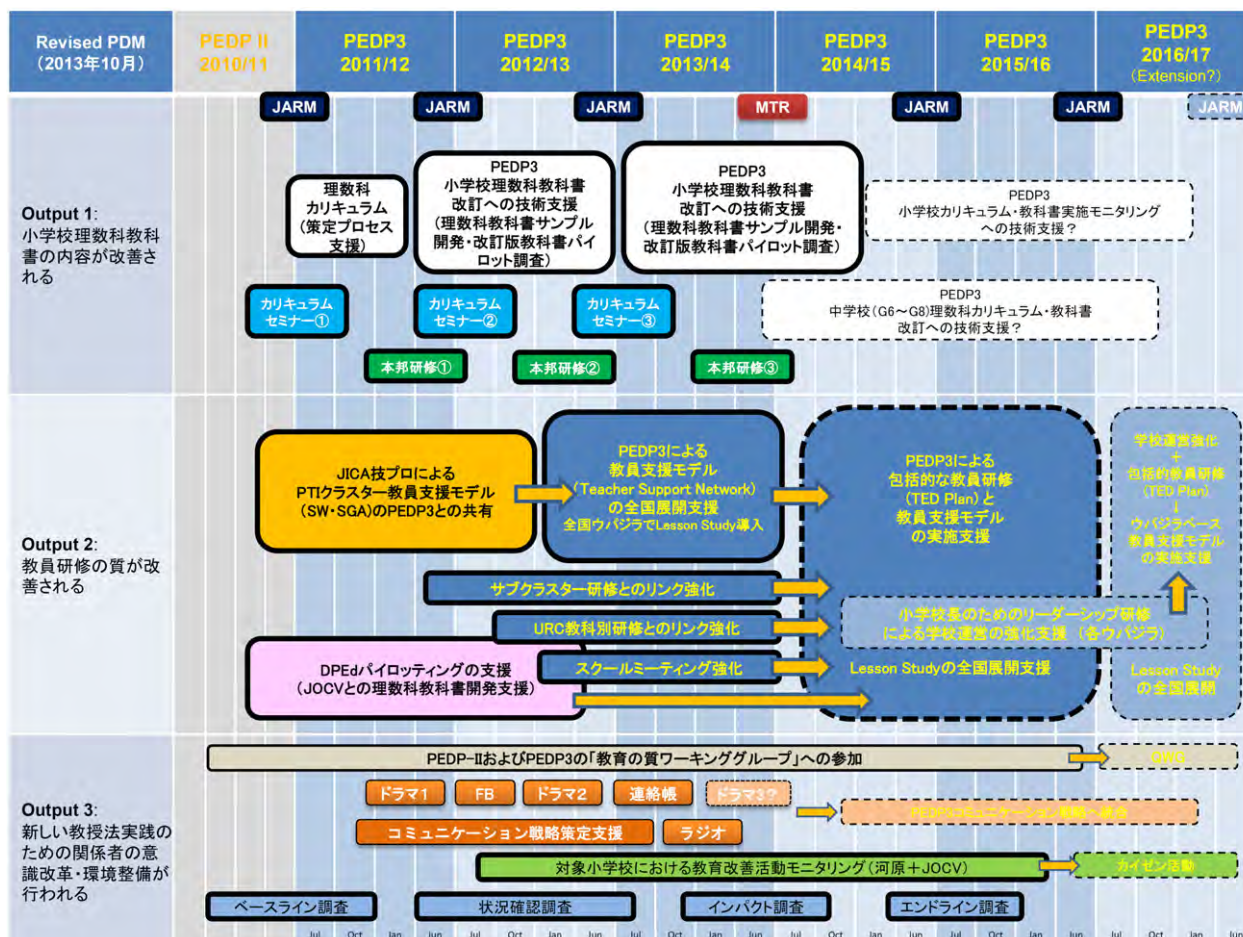 Revised PDM
(2013年10月)
PEDP II
2010/11
PEDP3
2011/12
PEDP3
2012/13
PEDP3
2013/14
PEDP3
2014/15
PEDP3
2015/16
PEDP3
2016/17
(Extension?)
JARM
JARM
JARM
MTR
JARM
JARM
JARM
Output 1:
小学校理数科教科
書の内容が改善さ
れる
理数科
カリキュラム
(策定プロセス
支援)
PEDP3
小学校理数科教科書
改訂への技術支援
(理数科教科書サンプル
開発・改訂版教科書パイ
ロット調査)
PEDP3
小学校理数科教科書
改訂への技術支援
(理数科教科書サンプル開発・
改訂版教科書パイロット調査)
PEDP3
小学校カリキュラム・教科書実施モニタリング
への技術支援?
カリキュラム
セミナー①
カリキュラム
セミナー②
カリキュラム
セミナー③
PEDP3
中学校(G6～G8)理数科カリキュラム・教科書
改訂への技術支援?
本邦研修①
本邦研修②
本邦研修③
Output 2:
教員研修の質が改
善される
JICA技プロによる
PTIクラスター教員支援モデル
(SW・SGA)のPEDP3との共有
PEDP3による
教員支援モデル
(Teacher Support Network)
の全国展開支援
全国ウパジラでLesson Study導入
PEDP3による
包括的な教員研修
(TED Plan)と
教員支援モデル
の実施支援
学校運営強化
+
包括的教員研修
(TED Plan)
↓
ウパジラベース
教員支援モデル
の実施支援
サブクラスター研修とのリンク強化
URC教科別研修とのリンク強化
小学校長のためのリーダーシップ研修
による学校運営の強化支援 (各ウパジラ)
DPEdパイロッティングの支援
(JOCVとの理数科教科書開発支援)
スクールミーティング強化
Lesson Studyの全国展開支援
Lesson Study
の全国展開
Output 3:
新しい教授法実践の
ための関係者の意
識改革・環境整備が
行われる
PEDP-IIおよびPEDP3の「教育の質ワーキンググループ」への参加
QWG
ドラマ1
FB
ドラマ2
連絡帳
ドラマ3?
PEDP3コミュニケーション戦略へ統合
コミュニケーション戦略策定支援
ラジオ
対象小学校における教育改善活動モニタリング(河原+JOCV)
カイゼン活動
ベースライン調査
状況確認調査
インパクト調査
エンドライン調査
Jul Oct Jan Jun Jul Oct Jan Jun Jul Oct Jan Jun Jul Oct Jan Jun Jul Oct Jan Jun Jul Oct Jan Jun